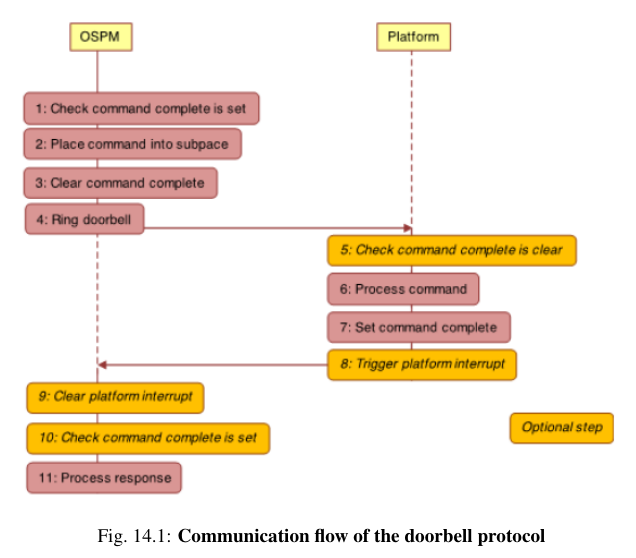 OSPM
Platform
1: Check command complete is set
2: Place command into subpace
3: Clear command complete
4: Ring doorbell
5: Check command complete is clear
6: Process command
7: Set command complete
8: Trigger platform interrupt
9: Clear platform interrupt
Optional step
10: Check command complete is set
11: Process response
Fig. 14.1: Communication flow of the doorbell protocol